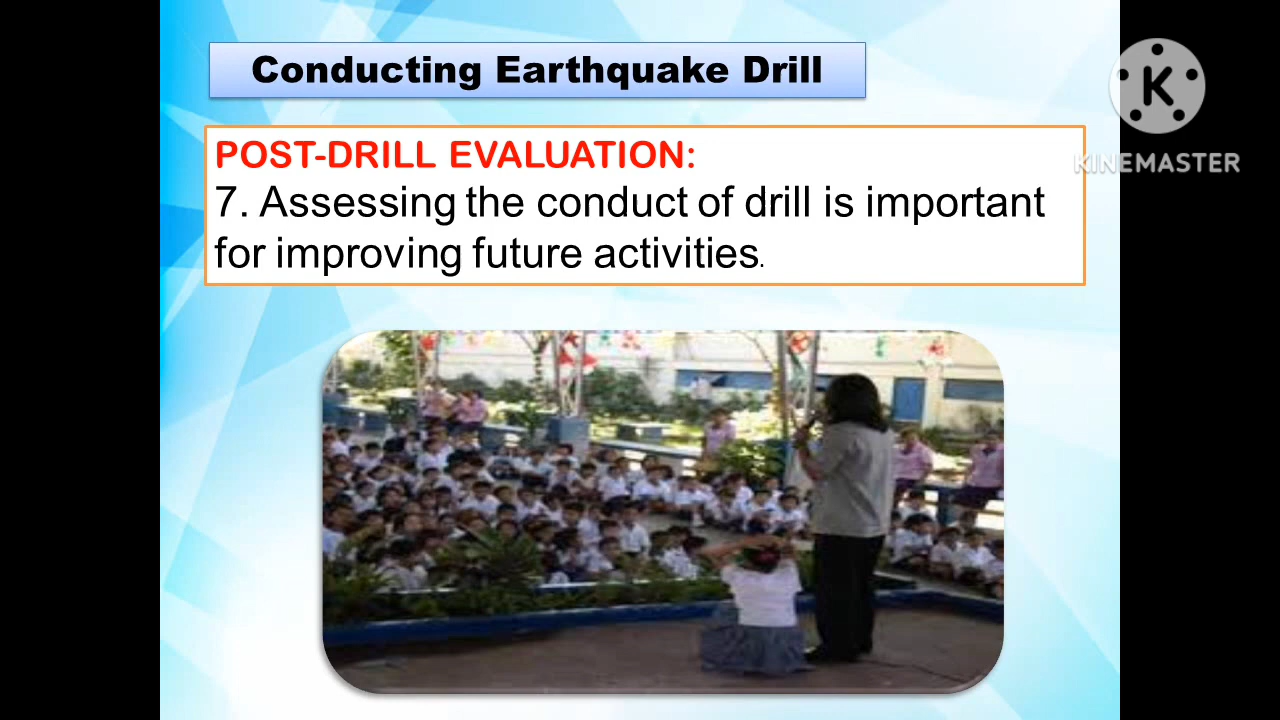 Conducting Earthquake Drill
K
KINEMASTER
POST-DRILL EVALUATION:
7. Assessing the conduct of drill is important
for improving future activities.